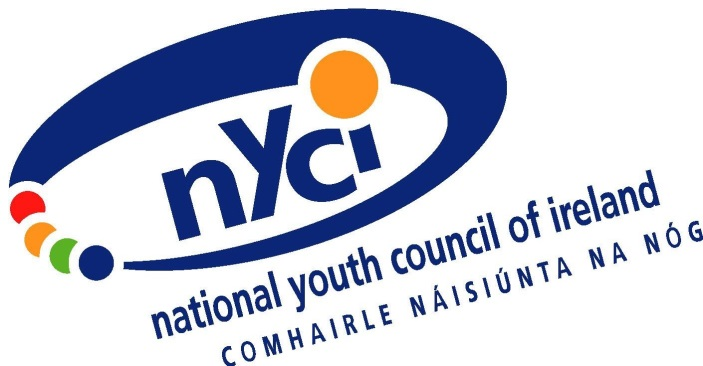 nyci
national youth council of ireland
COMHAIRLE NÁISIÚNTA NA NÓG